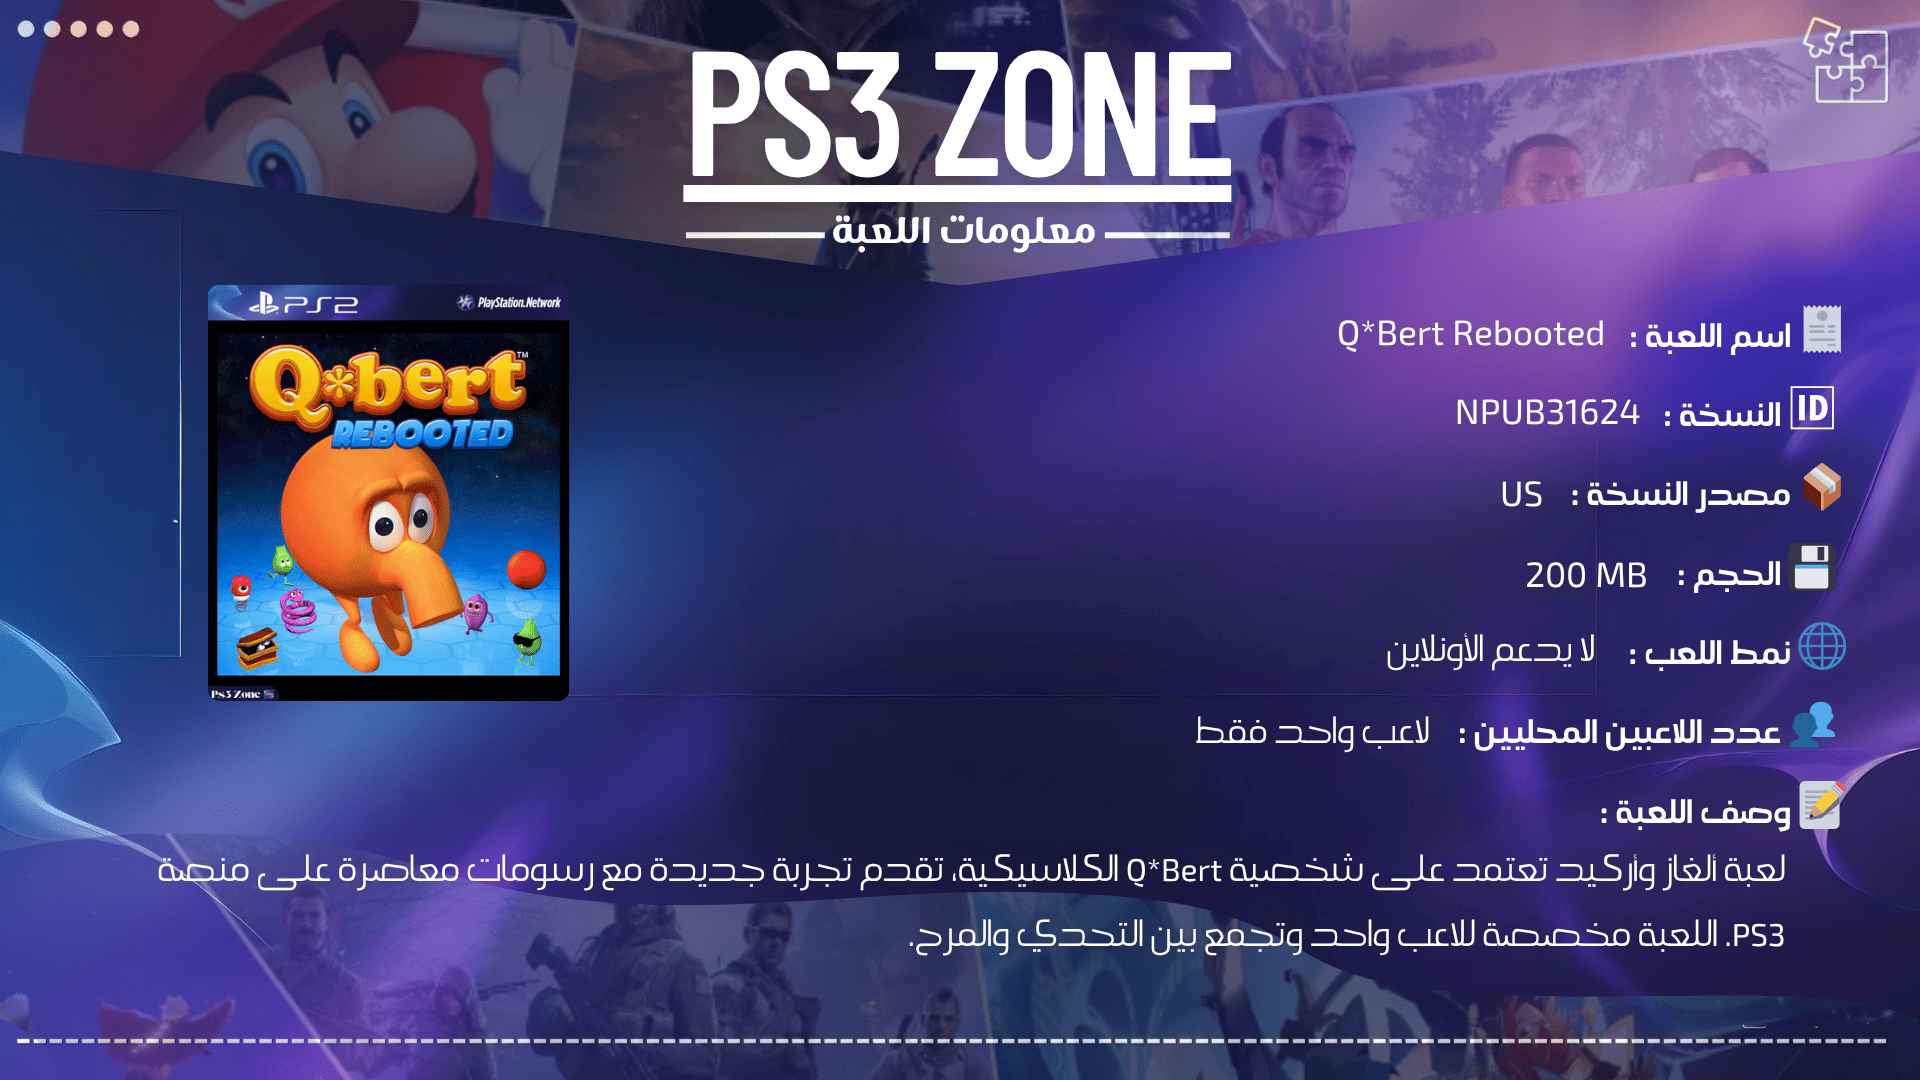 PS3 ZONE
معلومات اللعبة
PS2 PlayStation.Network
Q*bert™
REBOOTED
Ps3 Zone
اسم اللعبة : Q*Bert Rebooted
ID النسخة : NPUB31624
مصدر النسخة : US
الحجم : 200 MB
نمط اللعب : لا يدعم الأونلاين
عدد اللاعبين المحليين : لاعب واحد فقط
وصف اللعبة :
لعبة ألغاز وأركيد تعتمد على شخصية Q*Bert الكلاسيكية، تقدم تجربة جديدة مع رسومات معاصرة على منصة
PS3. اللعبة مخصصة للاعب واحد وتجمع بين التحدي والمرح.